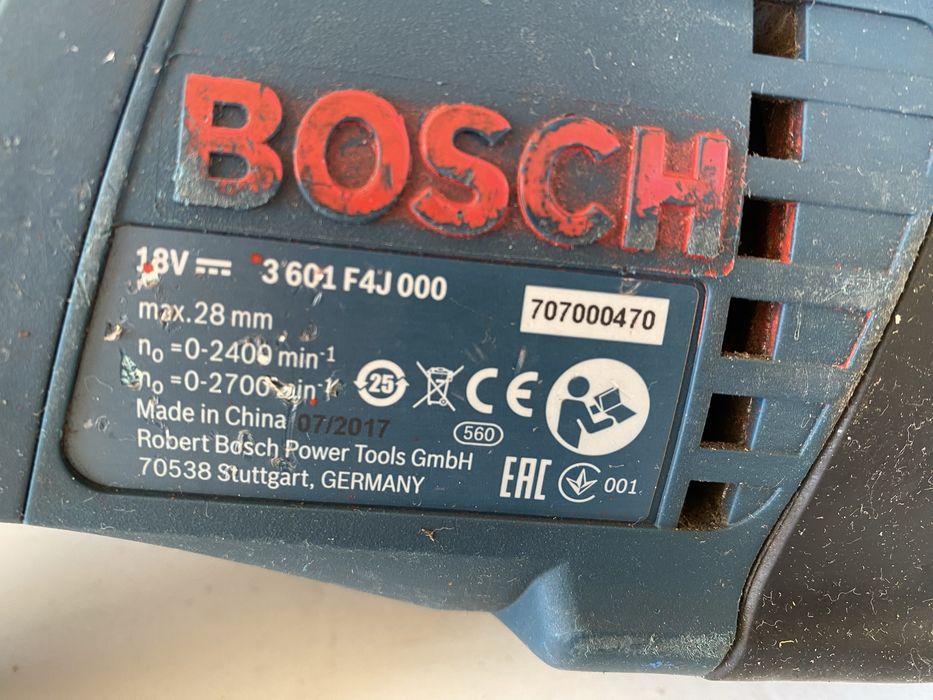 BOSCH
18V 3 601 F4J 000
707000470
max. 28 mm
n₀ =0-2400 min⁻¹
n₀ =0-2700 min⁻¹
25
CE
Made in China 07/2017
560
Robert Bosch Power Tools GmbH
70538 Stuttgart, GERMANY
EAC
001